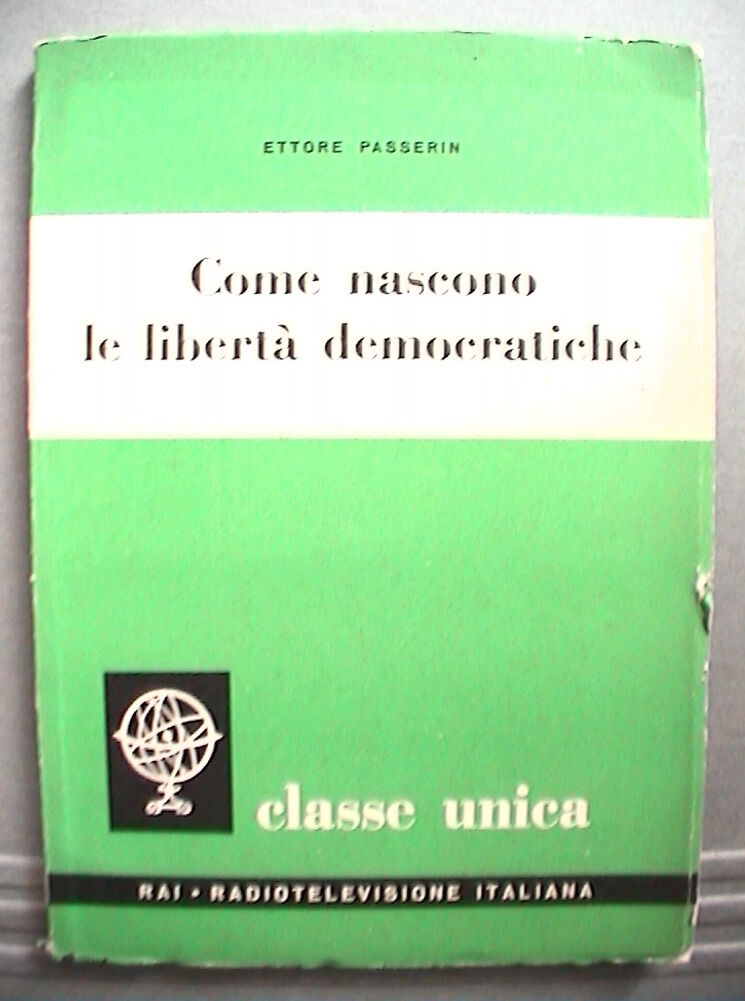 ETTORE PASSERIN
Come nascono
le libertà democratiche
classe unica
RAI • RADIOTELEVISIONE ITALIANA